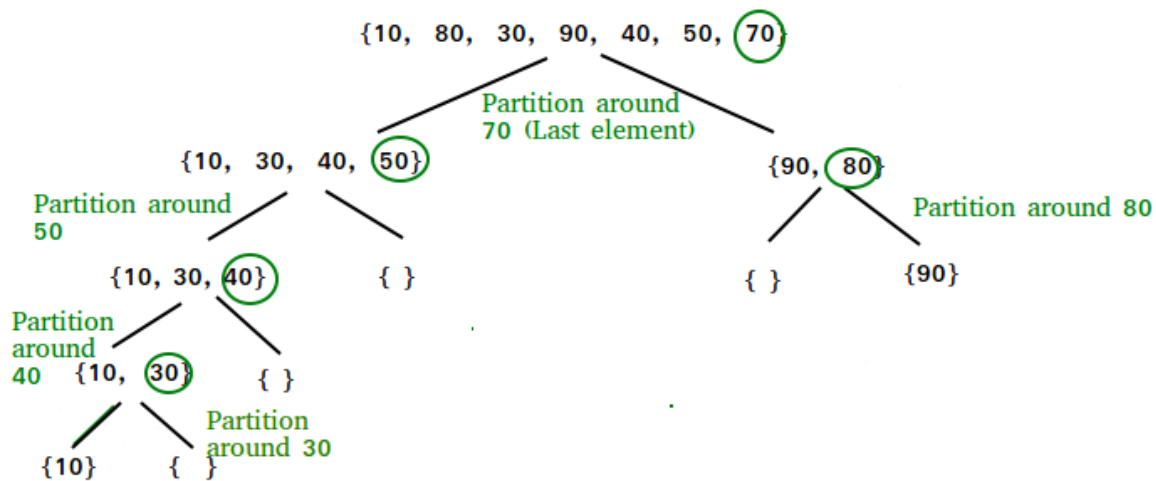 {10, 80, 30, 90, 40, 50, 70}
Partition around
70 (Last element)
{10, 30, 40, 50}
{90, 80}
Partition around
50
Partition around 80
{10, 30, 40}
{ }
{ }
{90}
Partition
around
40
{10, 30}
{ }
Partition
around 30
{10}
{ }